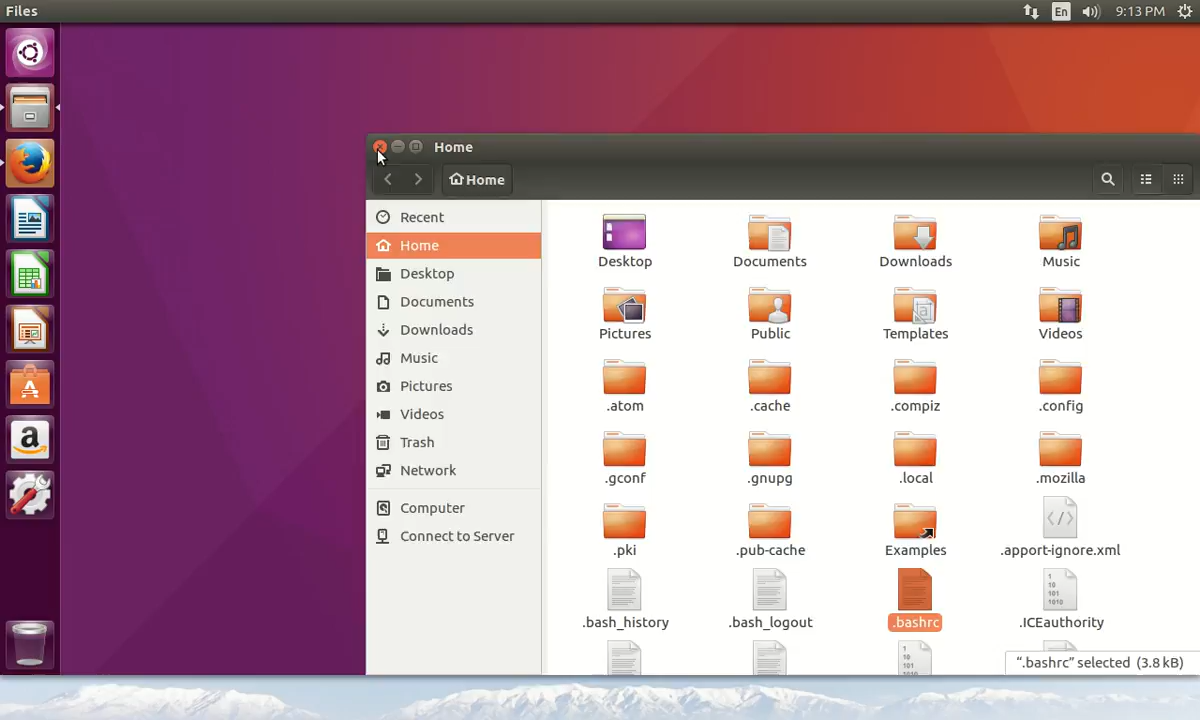 Files
En
9:13 PM
Home
Home
Recent
Home
Desktop
Documents
Downloads
Music
Pictures
Videos
Trash
Network
Computer
Connect to Server
Desktop
Documents
Downloads
Music
Pictures
Public
Templates
Videos
.atom
.cache
.compiz
.config
.gconf
.gnupg
.local
.mozilla
.pki
.pub-cache
Examples
.apport-ignore.xml
.bash_history
.bash_logout
.bashrc
.ICEauthority
“.bashrc” selected (3.8 kB)